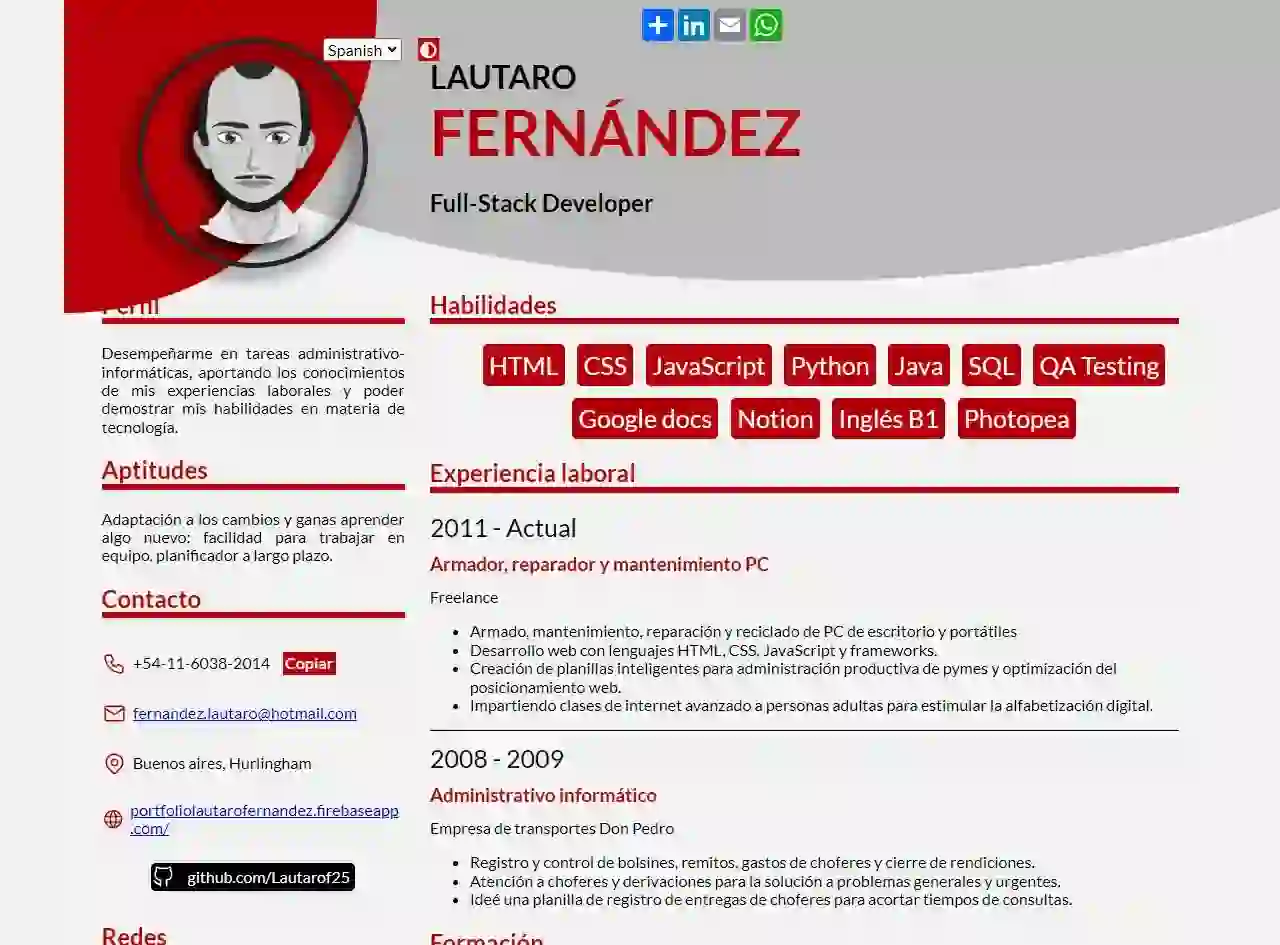 Spanish
LAUTARO
FERNÁNDEZ
Full-Stack Developer
Perfil
Desempeñarme en tareas administrativo-
informáticas, aportando los conocimientos
de mis experiencias laborales y poder
demostrar mis habilidades en materia de
tecnología.
Aptitudes
Adaptación a los cambios y ganas aprender
algo nuevo: facilidad para trabajar en
equipo, planificador a largo plazo.
Contacto
+54-11-6038-2014 Copiar
fernandez.lautaro@hotmail.com
Buenos aires, Hurlingham
portfoliolautarofernandez.firebaseapp
.com/
github.com/Lautarof25
Redes
Habilidades
HTML CSS JavaScript Python Java SQL QA Testing
Google docs Notion Inglés B1 Photopea
Experiencia laboral
2011 - Actual
Armador, reparador y mantenimiento PC
Freelance
Armado, mantenimiento, reparación y reciclado de PC de escritorio y portátiles
Desarrollo web con lenguajes HTML, CSS, JavaScript y frameworks.
Creación de planillas inteligentes para administración productiva de pymes y optimización del
posicionamiento web.
Impartiendo clases de internet avanzado a personas adultas para estimular la alfabetización digital.
2008 - 2009
Administrativo informático
Empresa de transportes Don Pedro
Registro y control de bolsines, remitos, gastos de choferes y cierre de rendiciones.
Atención a choferes y derivaciones para la solución a problemas generales y urgentes.
Ideé una planilla de registro de entregas de choferes para acortar tiempos de consultas.
Formación